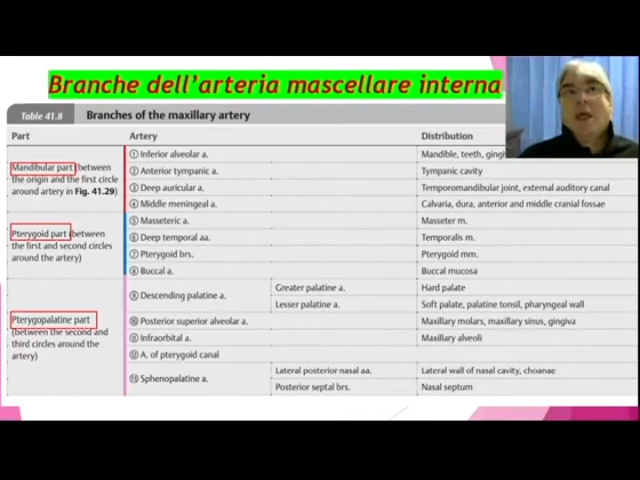 Branche dell'arteria mascellare interna
Table 41.8 Branches of the maxillary artery
Part Artery Distribution
Mandibular part (between
the origin and the first circle
around artery in Fig. 41.29)
① Inferior alveolar a. Mandible, teeth,
② Anterior tympanic a. Tympanic cavity
③ Deep auricular a. Temporomandibular joint, external auditory canal
④ Middle meningeal a. Calvaria, dura, anterior and middle cranial fossae
Pterygoid part (between
the first and second circles
around the artery)
⑤ Masseteric a. Masseter m.
⑥ Deep temporal aa. Temporalis m.
⑦ Pterygoid brs. Pterygoid mm.
⑧ Buccal a. Buccal mucosa
Pterygopalatine part
(between the second and
third circles around the
artery)
⑨ Descending palatine a. Greater palatine a. Hard palate
Lesser palatine a. Soft palate, palatine tonsil, pharyngeal wall
⑩ Posterior superior alveolar a. Maxillary molars, maxillary sinus, gingiva
⑪ Infraorbital a. Maxillary alveoli
⑫ A. of pterygoid canal
⑬ Sphenopalatine a. Lateral posterior nasal aa. Lateral wall of nasal cavity, choanae
Posterior septal brs. Nasal septum